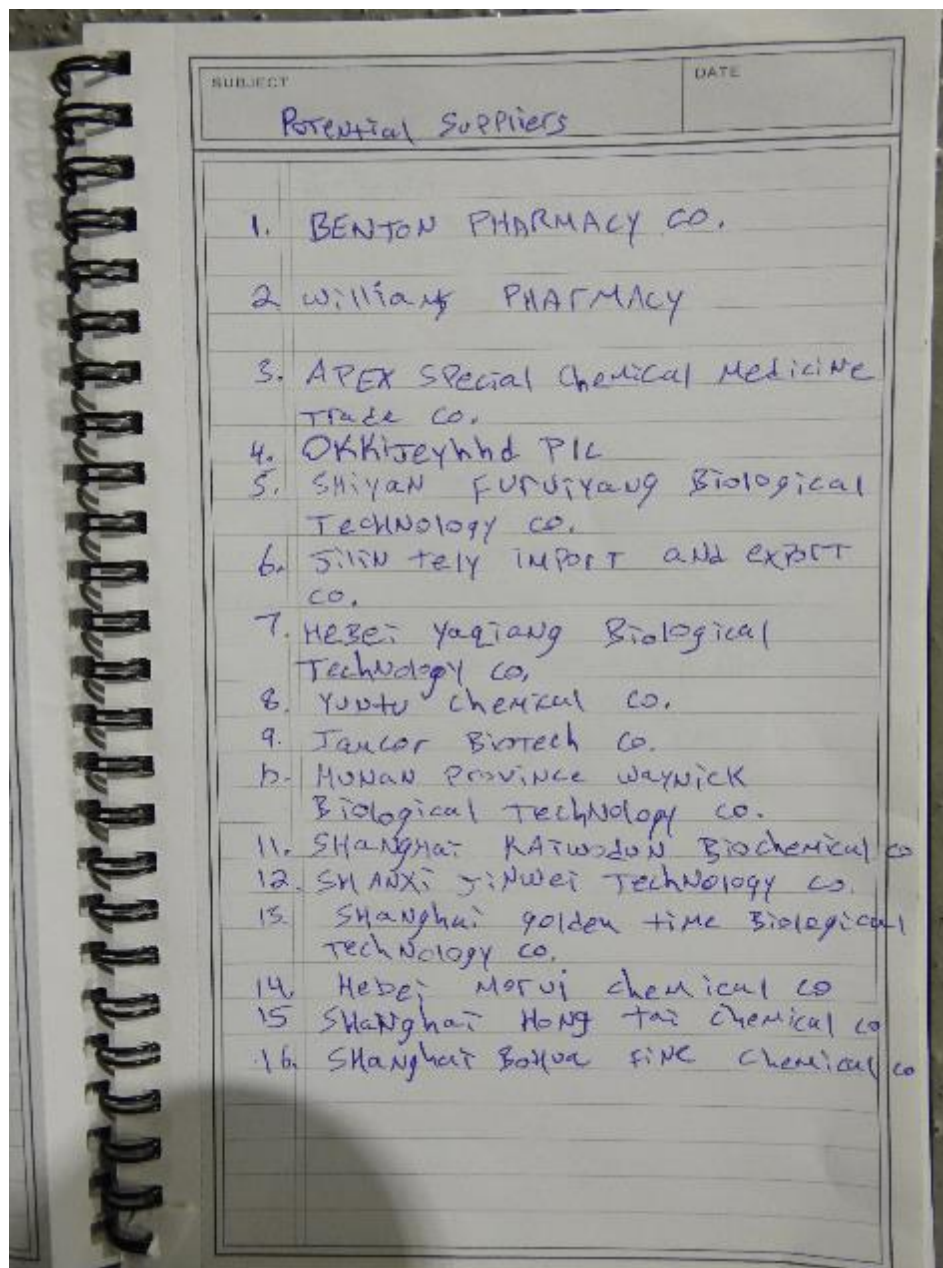 SUBJECT
DATE
Potential Suppliers
1. BENTON PHARMACY CO.
2 PHArMACY
3. APEX SPecial Chemical Medicine
Trade co.
4. OKKiJeyhhd PlC
5. SHiyaN Furuiyang Biological
TechNology co.
6. Jilin tely import and export
co.
7. HeBei Yaqiang Biological
Technology co.
8. Yuntu chemical co.
9. Jancor Biotech co.
10. HUNAN Province waynick
Biological Technology co.
11. SHangHai KAiwodun Biochemical co
12. SHANXi JiNwei TechNology co.
13. SHanghai golden time Biological
TechNology co.
14. Hebei Morui chemical co
15 SHaNghai HoNg tai chemical co
16. SHanghai BoHua fiNe chemical co